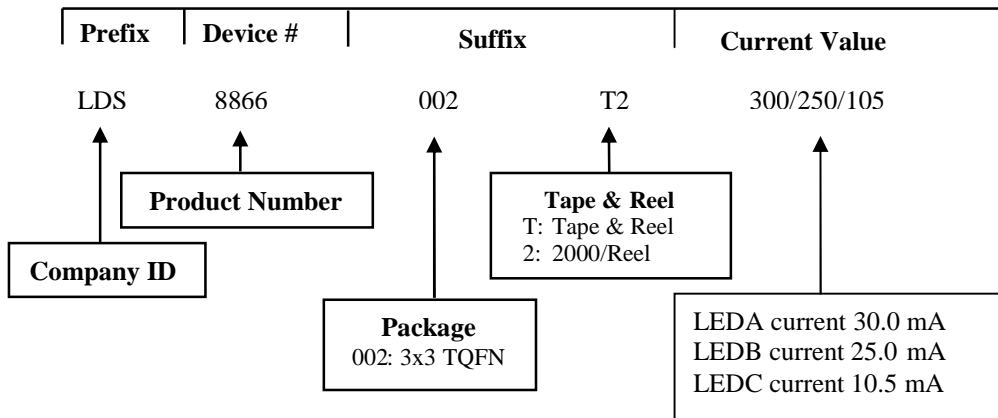 Prefix Device # Suffix Current Value
LDS 8866 002 T2 300/250/105
Product Number
Tape & Reel
T: Tape & Reel
2: 2000/Reel
Company ID
Package
002: 3x3 TQFN
LEDA current 30.0 mA
LEDB current 25.0 mA
LEDC current 10.5 mA